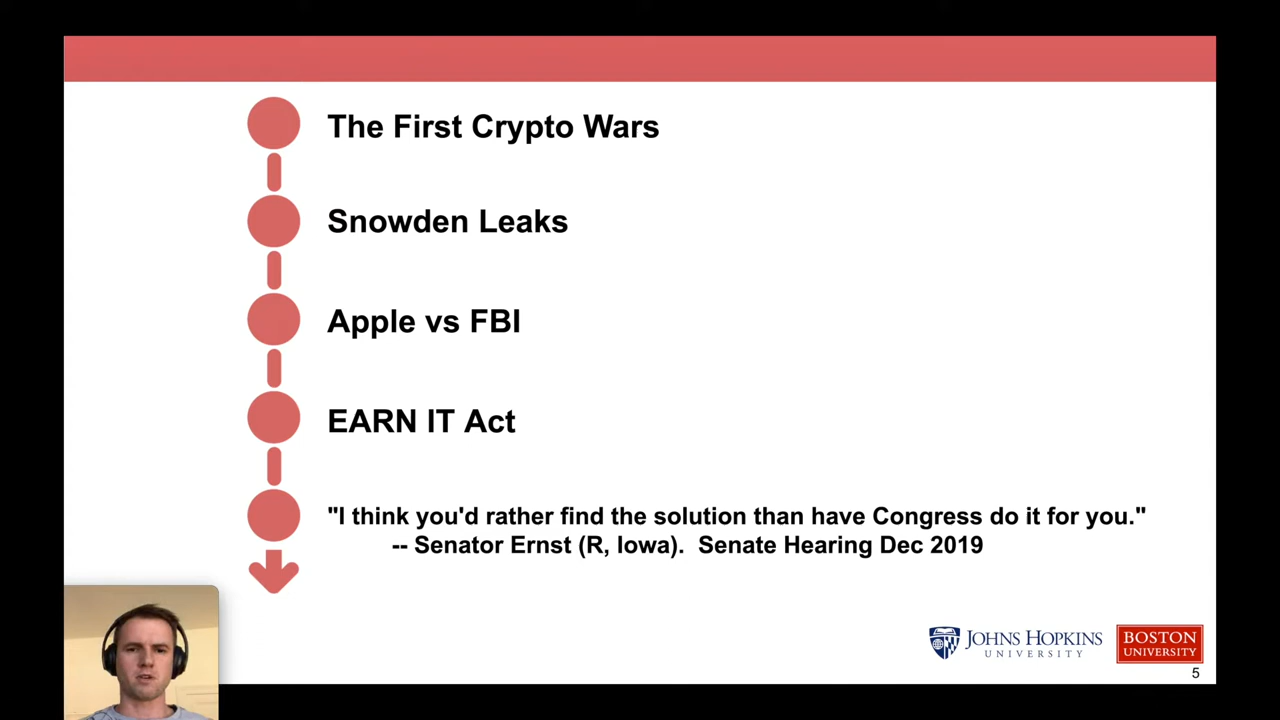 The First Crypto Wars
Snowden Leaks
Apple vs FBI
EARN IT Act
"I think you'd rather find the solution than have Congress do it for you."
-- Senator Ernst (R, Iowa).  Senate Hearing Dec 2019
JOHNS HOPKINS
UNIVERSITY
BOSTON
UNIVERSITY
5